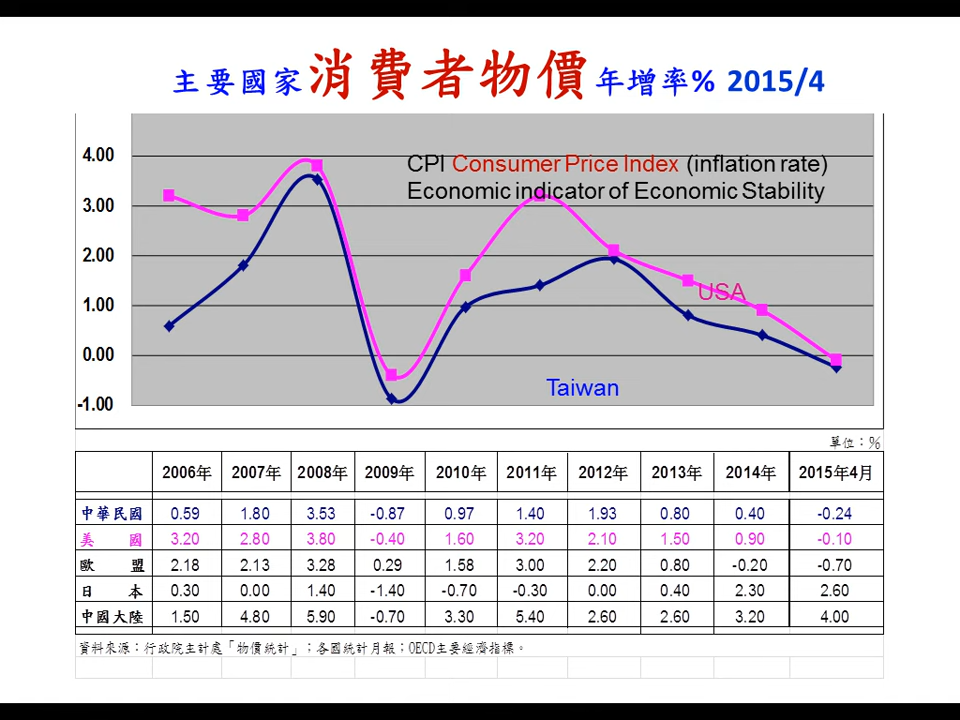 主要國家消費者物價年增率% 2015/4
CPI Consumer Price Index (inflation rate)
Economic indicator of Economic Stability
4.00
3.00
2.00
1.00
0.00
-1.00
USA
Taiwan
單位：％
2006年 2007年 2008年 2009年 2010年 2011年 2012年 2013年 2014年 2015年4月
中華民國 0.59 1.80 3.53 -0.87 0.97 1.40 1.93 0.80 0.40 -0.24
美 國 3.20 2.80 3.80 -0.40 1.60 3.20 2.10 1.50 0.90 -0.10
歐 盟 2.18 2.13 3.28 0.29 1.58 3.00 2.20 0.80 -0.20 -0.70
日 本 0.30 0.00 1.40 -1.40 -0.70 -0.30 0.00 0.40 2.30 2.60
中國大陸 1.50 4.80 5.90 -0.70 3.30 5.40 2.60 2.60 3.20 4.00
資料來源：行政院主計處「物價統計」；各國統計月報；OECD主要經濟指標。